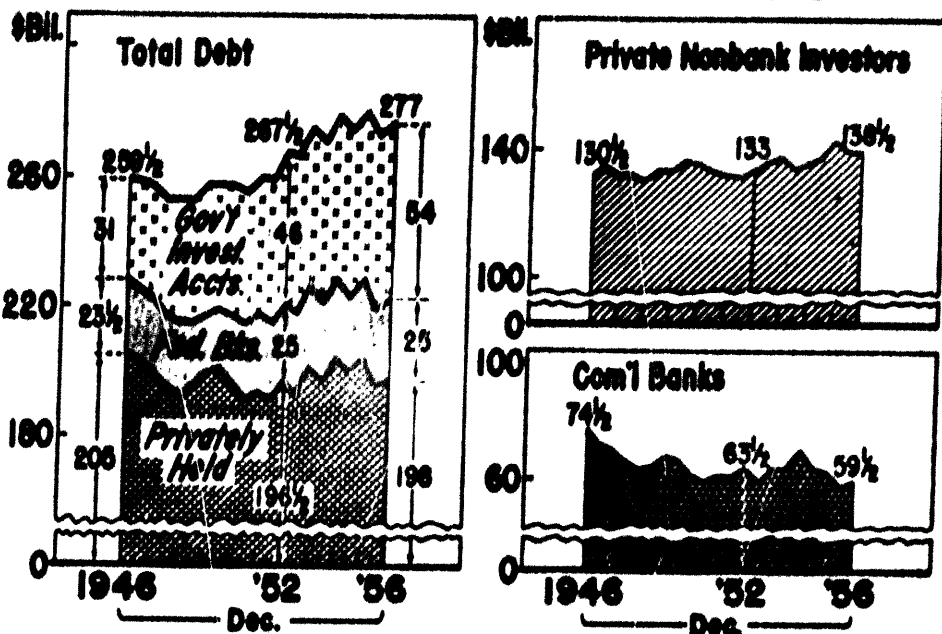 $Bil.
Total Debt
259½
267½
277
260
31
Gov't
Invest.
Accts.
46
54
220
23½
Bks. 25
25
180
Privately
Held
205
196½
198
0
1946 '52 '56
Dec.
$Bil.
Private Nonbank Investors
140
130½
133
138½
100
0
100
Com'l Banks
74½
63½
59½
60
0
1946 '52 '56
Dec.